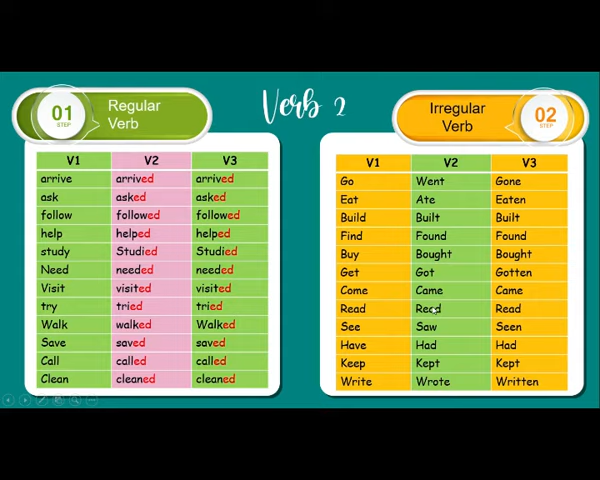 01
STEP
Regular
Verb
Verb 2
Irregular
Verb
02
STEP
V1 V2 V3
arrive arrived arrived
ask asked asked
follow followed followed
help helped helped
study Studied Studied
Need needed needed
Visit visited visited
try tried tried
Walk walked Walked
Save saved saved
Call called called
Clean cleaned cleaned
V1 V2 V3
Go Went Gone
Eat Ate Eaten
Build Built Built
Find Found Found
Buy Bought Bought
Get Got Gotten
Come Came Came
Read Read Read
See Saw Seen
Have Had Had
Keep Kept Kept
Write Wrote Written